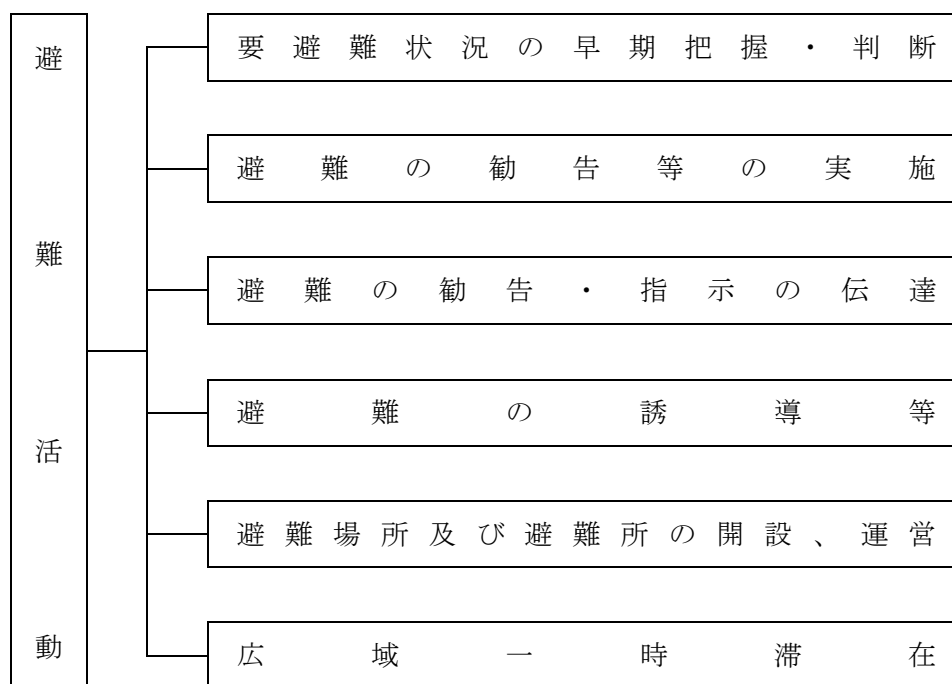 避難活動
要避難状況の早期把握・判断
避難の勧告等の実施
避難の勧告・指示の伝達
避難の誘導等
避難場所及び避難所の開設、運営
広域一時滞在